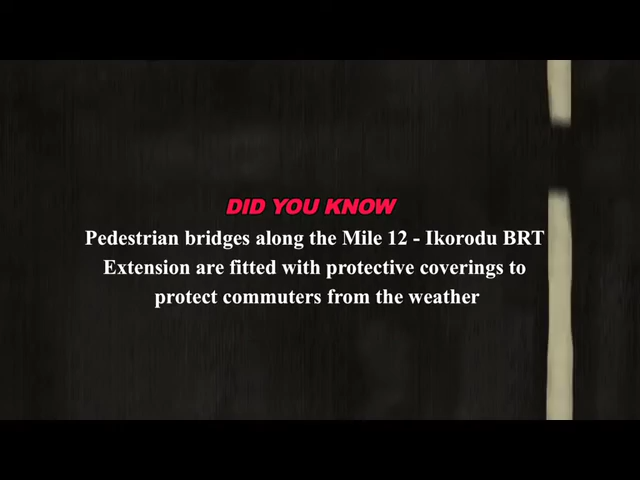 DID YOU KNOW
Pedestrian bridges along the Mile 12 - Ikorodu BRT
Extension are fitted with protective coverings to
protect commuters from the weather